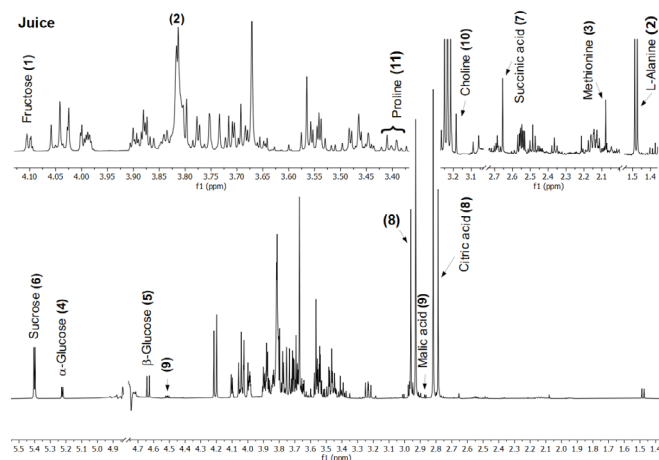 Juice
Fructose (1)
(2)
Proline (11)
Choline (10)
Succinic acid (7)
Methionine (3)
L-Alanine (2)
4.10 4.05 4.00 3.95 3.90 3.85 3.80 3.75 3.70 3.65 3.60 3.55 3.50 3.45 3.40
f1 (ppm)
3.2 3.1 2.7 2.6 2.5 2.4 2.3 2.2 2.1 1.5 1.4
f1 (ppm)
Sucrose (6)
α-Glucose (4)
β-Glucose (5)
(9)
(8)
Malic acid (9)
Citric acid (8)
5.5 5.4 5.3 5.2 5.1 5.0 4.9 4.7 4.6 4.5 4.4 4.3 4.2 4.1 4.0 3.9 3.8 3.7 3.6 3.5 3.4 3.3 3.2 3.1 3.0 2.9 2.8 2.7 2.6 2.5 2.4 2.3 2.2 2.1 2.0 1.9 1.8 1.7 1.6 1.5 1.4
f1 (ppm)